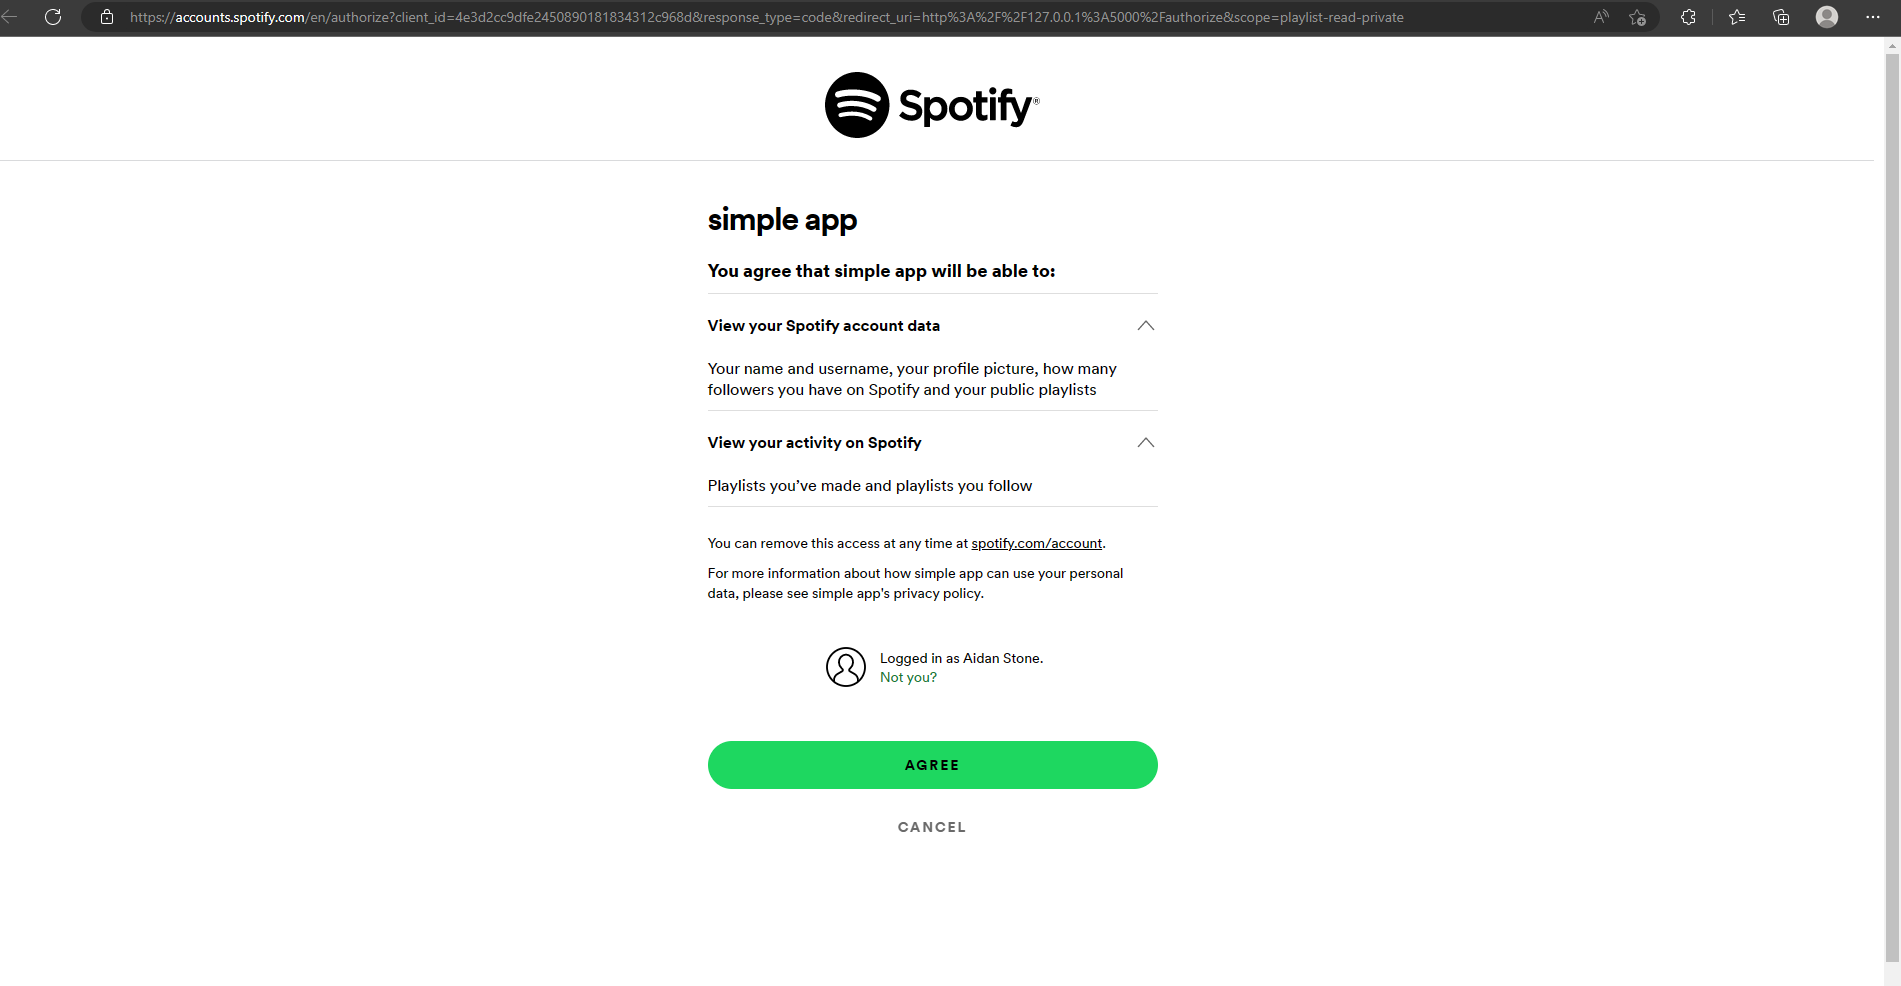 https://accounts.spotify.com/en/authorize?client_id=4e3d2cc9dfe2450890181834312c968d&response_type=code&redirect_uri=http%3A%2F%2F127.0.0.1%3A5000%2Fauthorize&scope=playlist-read-private
Spotify®
simple app
You agree that simple app will be able to:
View your Spotify account data
Your name and username, your profile picture, how many
followers you have on Spotify and your public playlists
View your activity on Spotify
Playlists you’ve made and playlists you follow
You can remove this access at any time at spotify.com/account.
For more information about how simple app can use your personal
data, please see simple app's privacy policy.
Logged in as Aidan Stone.
Not you?
AGREE
CANCEL